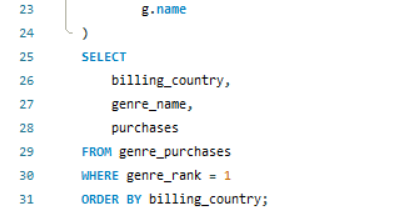 23 g.name
24 )
25 SELECT
26 billing_country,
27 genre_name,
28 purchases
29 FROM genre_purchases
30 WHERE genre_rank = 1
31 ORDER BY billing_country;